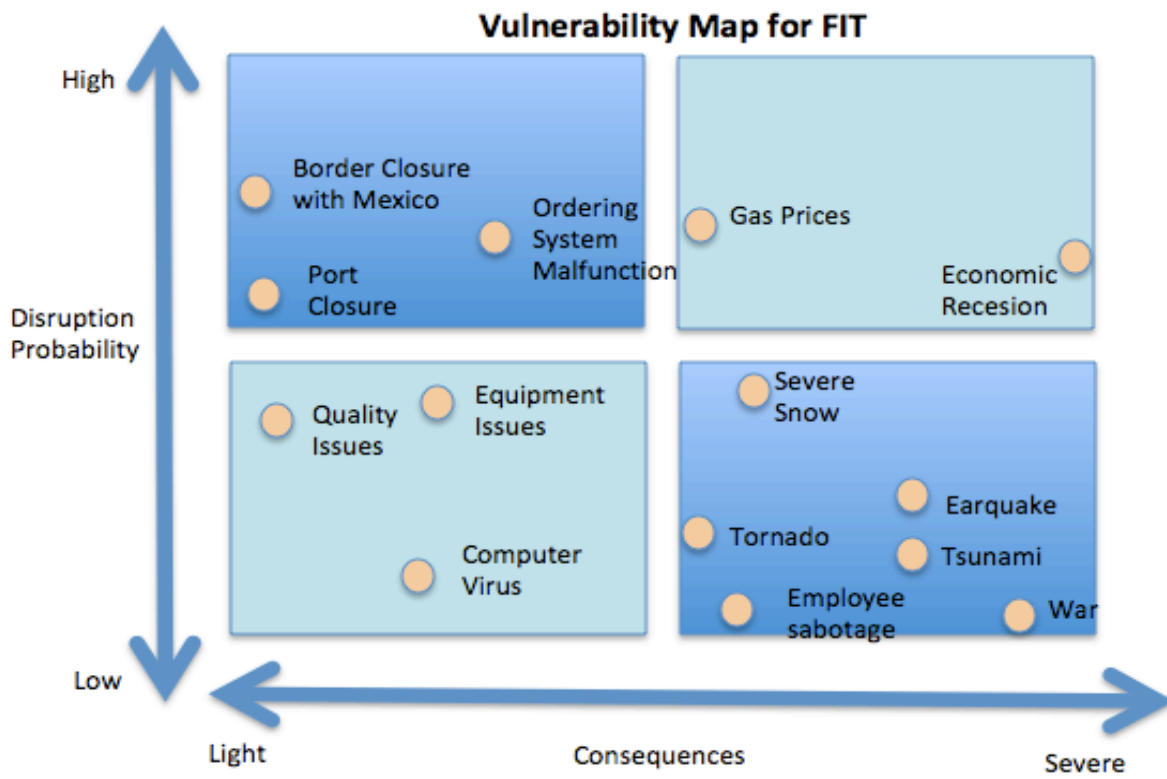 Vulnerability Map for FIT
High
Border Closure
with Mexico
Ordering
System
Malfunction
Gas Prices
Port
Closure
Economic
Recesion
Disruption
Probability
Quality
Issues
Equipment
Issues
Severe
Snow
Earquake
Tornado
Tsunami
Computer
Virus
Employee
sabotage
War
Low
Light
Consequences
Severe